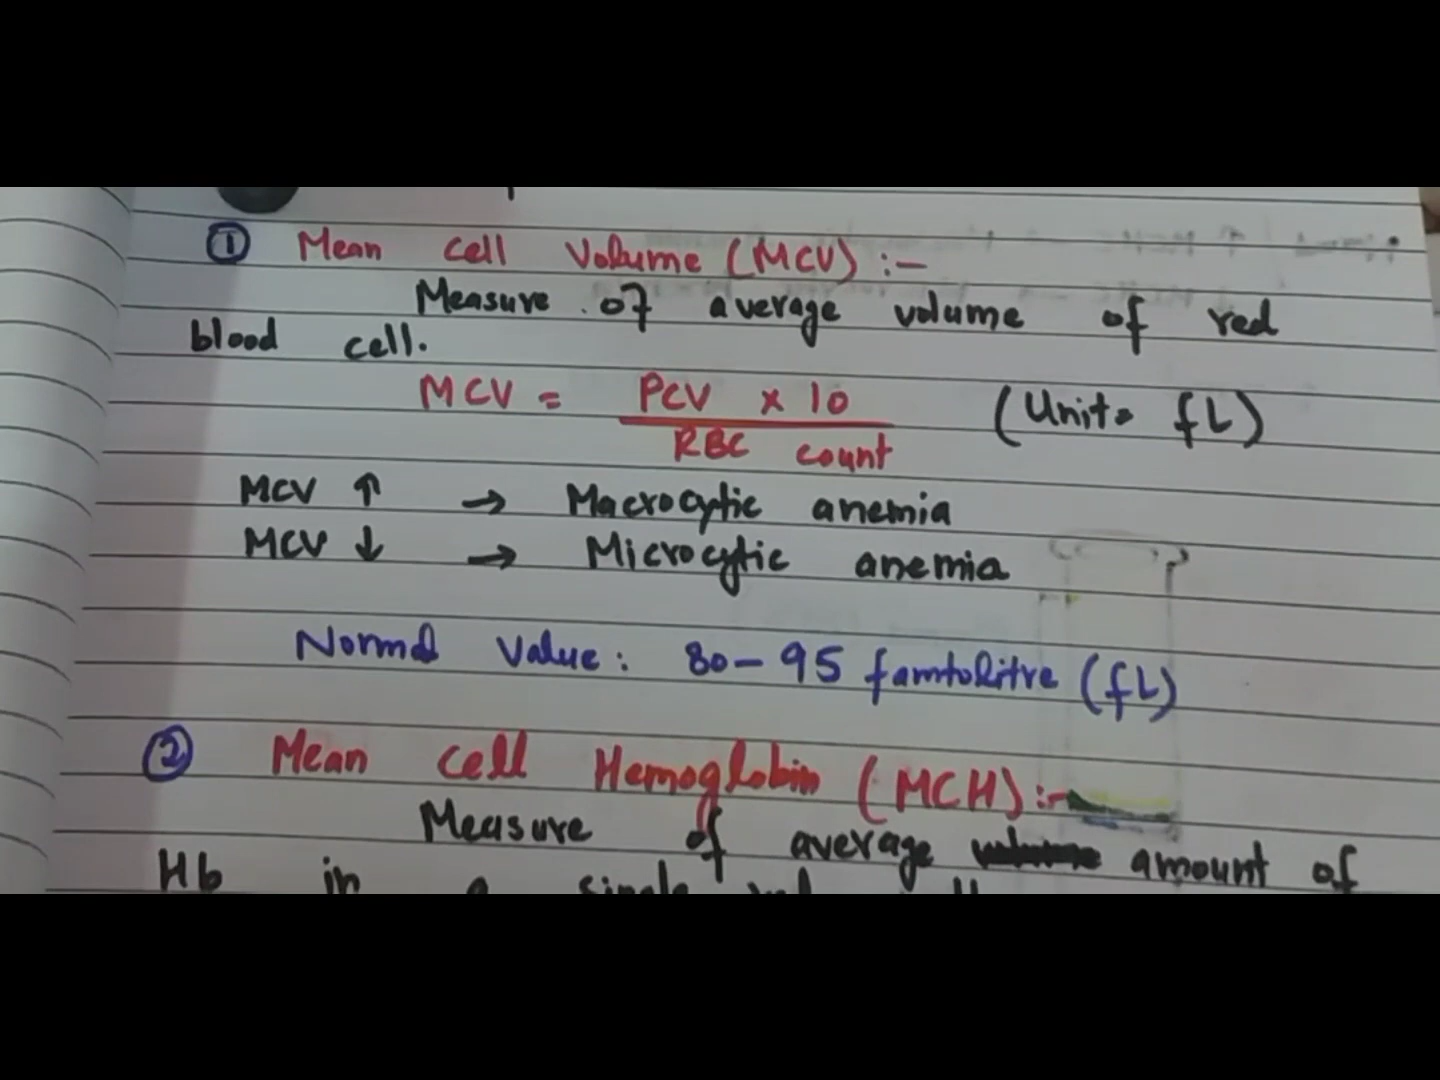 ① Mean cell Volume (MCV) :-
Measure of average volume of red
blood cell.
MCV = PCV × 10 (Unit = fL)
RBC count
MCV ↑ → Macrocytic anemia
MCV ↓ → Microcytic anemia
Normal Value: 80-95 famtolitre (fL)
② Mean cell Hemoglobin (MCH) :-
Measure of average amount of
Hb in a single